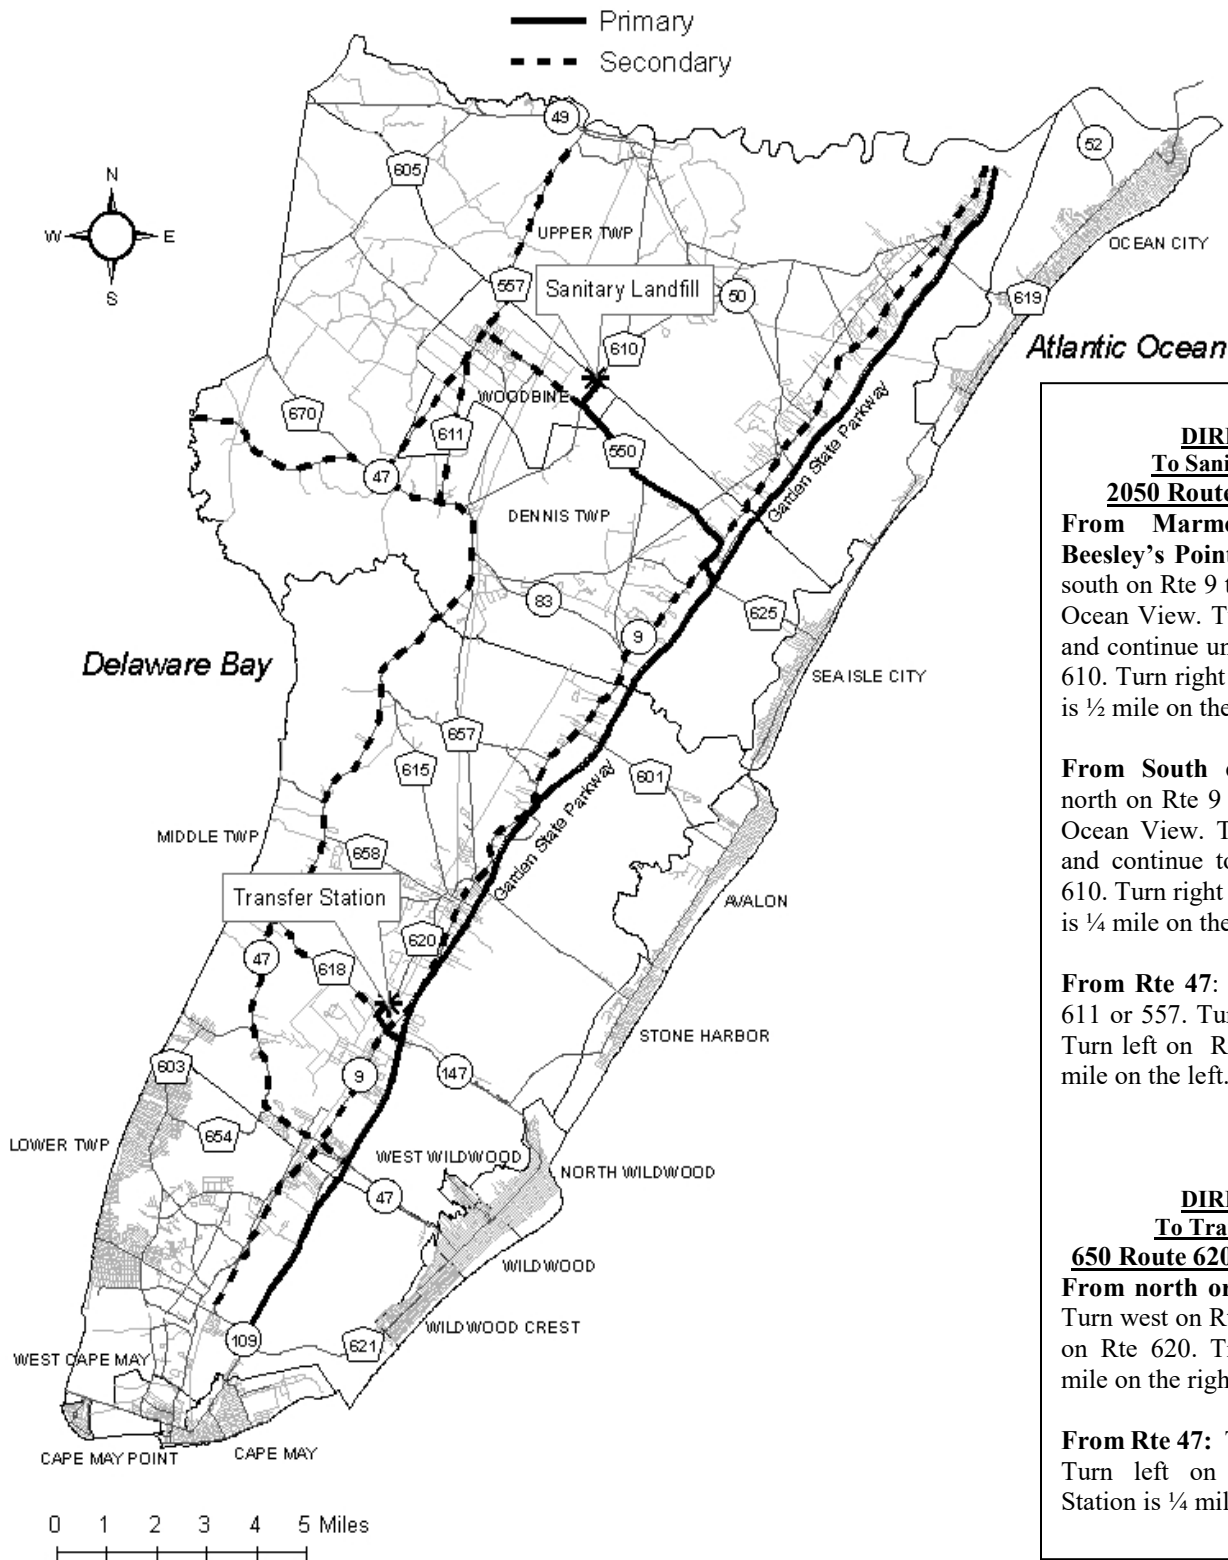 Primary
Secondary
49
52
605
N
W E
S
UPPER TWP
OCEAN CITY
557
Sanitary Landfill
50
619
610
Atlantic Ocean
WOODBINE
670
611
550
47
Garden State Parkway
DENNIS TWP
83
625
9
Delaware Bay
SEA ISLE CITY
657
615
601
MIDDLE TWP
658
Garden State Parkway
Transfer Station
AVALON
620
47
618
STONE HARBOR
603
9
147
654
LOWER TWP
WEST WILDWOOD
NORTH WILDWOOD
47
WILDWOOD
109
621
WILDWOOD CREST
WEST CAPE MAY
CAPE MAY POINT
CAPE MAY
0 1 2 3 4 5 Miles
DIR
To Sani
2050 Route
From Marm
Beesley's Point
south on Rte 9 t
Ocean View. T
and continue un
610. Turn right
is ½ mile on the
From South
north on Rte 9
Ocean View. T
and continue to
610. Turn right
is ¼ mile on the
From Rte 47:
611 or 557. Tur
Turn left on R
mile on the left.
DIR
To Tra
650 Route 620
From north or
Turn west on R
on Rte 620. T
mile on the righ
From Rte 47: T
Turn left on
Station is ¼ mil